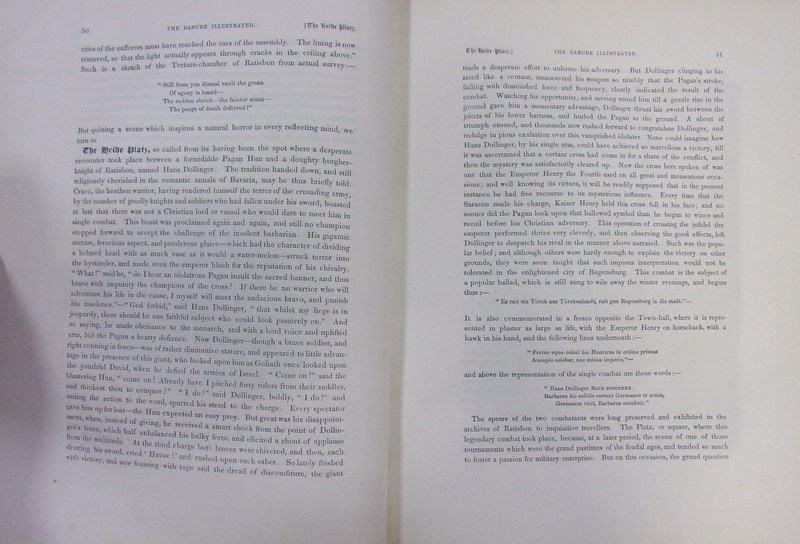 50
THE DANUBE ILLUSTRATED.
[The Heide Platz.
cries of the sufferers must have reached the ears of the assembly. The lining is now
removed, so that the light actually appears through cracks in the ceiling above."
Such is a sketch of the Torture-chamber of Ratisbon from actual survey:—
" Still from yon dismal vault the groan
Of agony is heard—
The sudden shriek—the fainter moan—
The pangs of death deferred!"
But quitting a scene which inspires a natural horror in every reflecting mind, we
turn to
The Heide Platz, so called from its having been the spot where a desperate
encounter took place between a formidable Pagan Hun and a doughty burgher-
knight of Ratisbon, named Hans Dollinger. The tradition handed down, and still
religiously cherished in the romantic annals of Bavaria, may be thus briefly told.
Craco, the heathen warrior, having rendered himself the terror of the crusading army,
by the number of goodly knights and soldiers who had fallen under his sword, boasted
at last that there was not a Christian lord or vassal who would dare to meet him in
single combat. This boast was proclaimed again and again, and still no champion
stepped forward to accept the challenge of the insolent barbarian. His gigantic
stature, ferocious aspect, and ponderous glaive—which had the character of dividing
a helmed head with as much ease as it would a water-melon—struck terror into
the bystander, and made even the emperor blush for the reputation of his chivalry.
" What!" said he, " do I hear an idolatrous Pagan insult the sacred banner, and thus
brave with impunity the champions of the cross? If there be no warrior who will
adventure his life in the cause, I myself will meet the audacious bravo, and punish
his insolence."—" God forbid," said Hans Dollinger, " that whilst my liege is in
jeopardy, there should be one faithful subject who could look passively on." And
so saying, he made obeisance to the monarch, and with a loud voice and uplifted
arm, bid the Pagan a hearty defiance. Now Dollinger—though a brave soldier, and
right cunning in fence—was of rather diminutive stature, and appeared to little advan-
tage in the presence of this giant, who looked upon him as Goliath once looked upon
the youthful David, when he defied the armies of Israel. " Come on!" said the
blustering Hun, " come on! Already have I pitched forty riders from their saddles,
and thinkest thou to conquer?" " I do!" said Dollinger, boldly, " I do!" and
suiting the action to the word, spurred his steed to the charge. Every spectator
gave him up for lost—the Hun expected an easy prey. But great was his disappoint-
ment, when, instead of giving, he received a smart shock from the point of Dollin-
ger's lance, which half unbalanced his bulky form, and elicited a shout of applause
from the multitude. At the third charge both lances were shivered, and then, each
drawing his sword, cried ' Havoc!' and rushed upon each other. So lately flushed
with victory, and now foaming with rage and the dread of discomfiture, the giant
The Heide Platz.]
THE DANUBE ILLUSTRATED.
51
made a desperate effort to unhorse his adversary. But Dollinger clinging to his
steed like a centaur, manœuvred his weapon so nimbly that the Pagan's stroke,
falling with diminished force and frequency, clearly indicated the result of the
combat. Watching his opportunity, and moving round him till a gentle rise in the
ground gave him a momentary advantage, Dollinger thrust his sword between the
joints of his lower harness, and hurled the Pagan to the ground. A shout of
triumph ensued, and thousands now rushed forward to congratulate Dollinger, and
indulge in pious exultation over this vanquished idolater. None could imagine how
Hans Dollinger, by his single arm, could have achieved so marvellous a victory, till
it was ascertained that a certain cross had come in for a share of the conflict, and
then the mystery was satisfactorily cleared up. Now the cross here spoken of was
one that the Emperor Henry the Fourth used on all great and momentous occa-
sions; and well knowing its virtues, it will be readily supposed that in the present
instance he had free recourse to its mysterious influence. Every time that the
Saracen made his charge, Kaiser Henry held this cross full in his face; and no
sooner did the Pagan look upon that hallowed symbol than he began to wince and
recoil before his Christian adversary. This operation of crossing the infidel the
emperor performed thrice very cleverly, and then observing the good effects, left
Dollinger to despatch his rival in the manner above narrated. Such was the popu-
lar belief; and although others were hardy enough to explain the victory on other
grounds, they were soon taught that such impious interpretation would not be
tolerated in the enlightened city of Regensburg. This combat is the subject of
a popular ballad, which is still sung to wile away the winter evenings, and begins
thus :—
" Es rait ein Türck aus Türckenlandt, rait gen Regensburg in die stadt."—
It is also commemorated in a fresco opposite the Town-hall, where it is repre-
sented in plaster as large as life, with the Emperor Henry on horseback, with a
hawk in his hand, and the following lines underneath :—
" Fertur equo celeri hic Henricus in ordine primus
Aucupio celeber, nec minus imperio,"—
and above the representation of the single combat are these words :—
" Hans Dollinger Ratis
Barbarus hic solidis certant Germanus et armis,
Germanus vicit, Barbarus occubuit."
The spears of the two combatants were long preserved and exhibited in the
archives of Ratisbon to inquisitive travellers. The Platz, or square, where this
legendary combat took place, became, at a later period, the scene of one of those
tournaments which were the grand pastimes of the feudal ages, and tended so much
to foster a passion for military enterprise. But on this occasion, the grand question